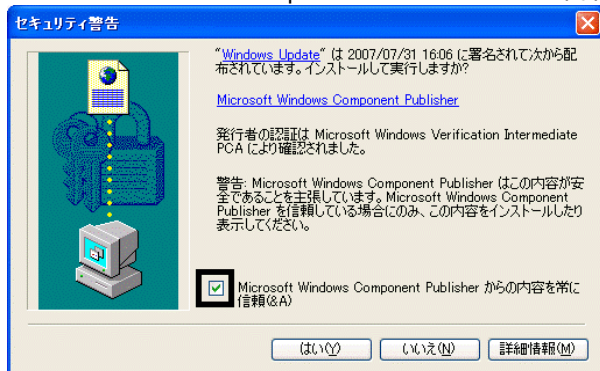 セキュリティ警告
"Windows Update" は 2007/07/31 16:06 に署名されて次から配
布されています。インストールして実行しますか?
Microsoft Windows Component Publisher
発行者の認証は Microsoft Windows Verification Intermediate
PCA により確認されました。
警告: Microsoft Windows Component Publisher はこの内容が安
全であることを主張しています。Microsoft Windows Component
Publisher を信頼している場合にのみ、この内容をインストールしたり
表示してください。
Microsoft Windows Component Publisher からの内容を常に
信頼(&A)
はい(Y) いいえ(N) 詳細情報(M)